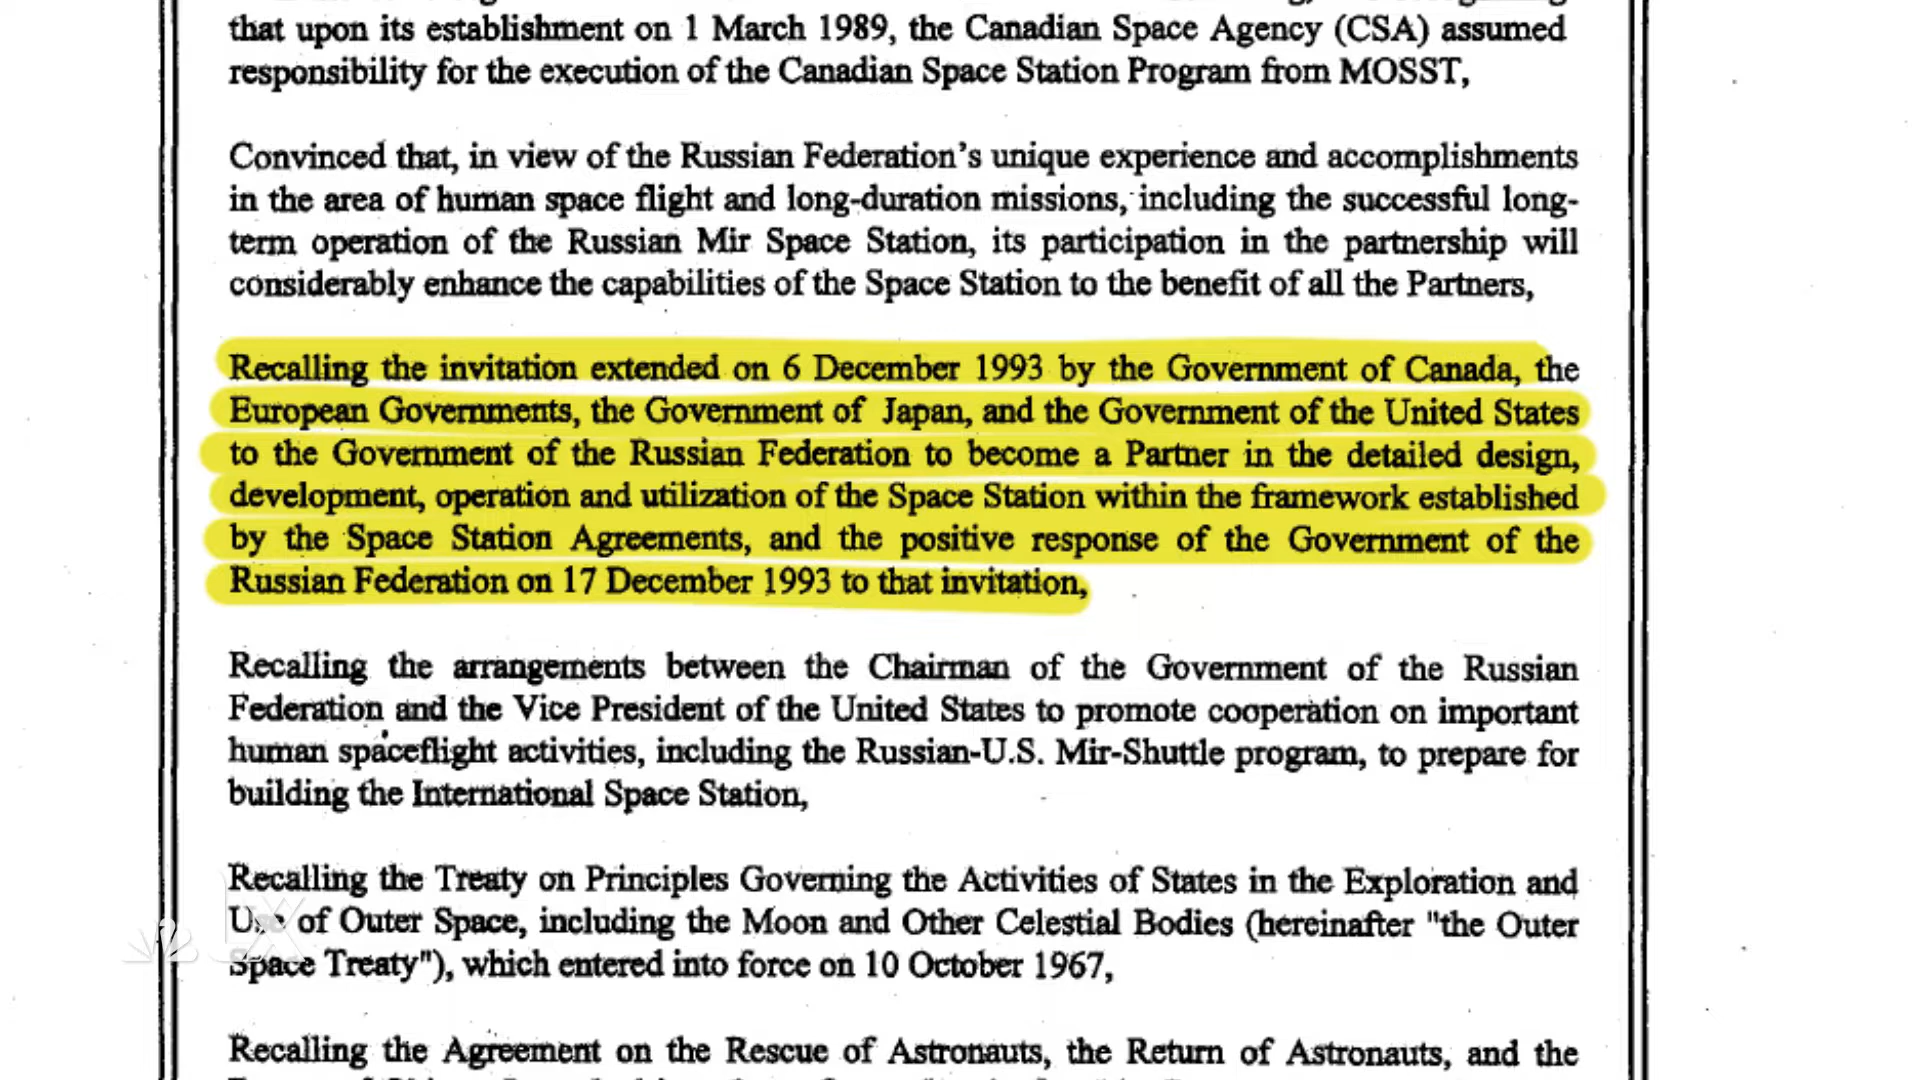 that upon its establishment on 1 March 1989, the Canadian Space Agency (CSA) assumed
responsibility for the execution of the Canadian Space Station Program from MOSST,
Convinced that, in view of the Russian Federation's unique experience and accomplishments
in the area of human space flight and long-duration missions, including the successful long-
term operation of the Russian Mir Space Station, its participation in the partnership will
considerably enhance the capabilities of the Space Station to the benefit of all the Partners,
Recalling the invitation extended on 6 December 1993 by the Government of Canada, the
European Governments, the Government of Japan, and the Government of the United States
to the Government of the Russian Federation to become a Partner in the detailed design,
development, operation and utilization of the Space Station within the framework established
by the Space Station Agreements, and the positive response of the Government of the
Russian Federation on 17 December 1993 to that invitation,
Recalling the arrangements between the Chairman of the Government of the Russian
Federation and the Vice President of the United States to promote cooperation on important
human spaceflight activities, including the Russian-U.S. Mir-Shuttle program, to prepare for
building the International Space Station,
Recalling the Treaty on Principles Governing the Activities of States in the Exploration and
Use of Outer Space, including the Moon and Other Celestial Bodies (hereinafter "the Outer
Space Treaty"), which entered into force on 10 October 1967,
Recalling the Agreement on the Rescue of Astronauts, the Return of Astronauts, and the